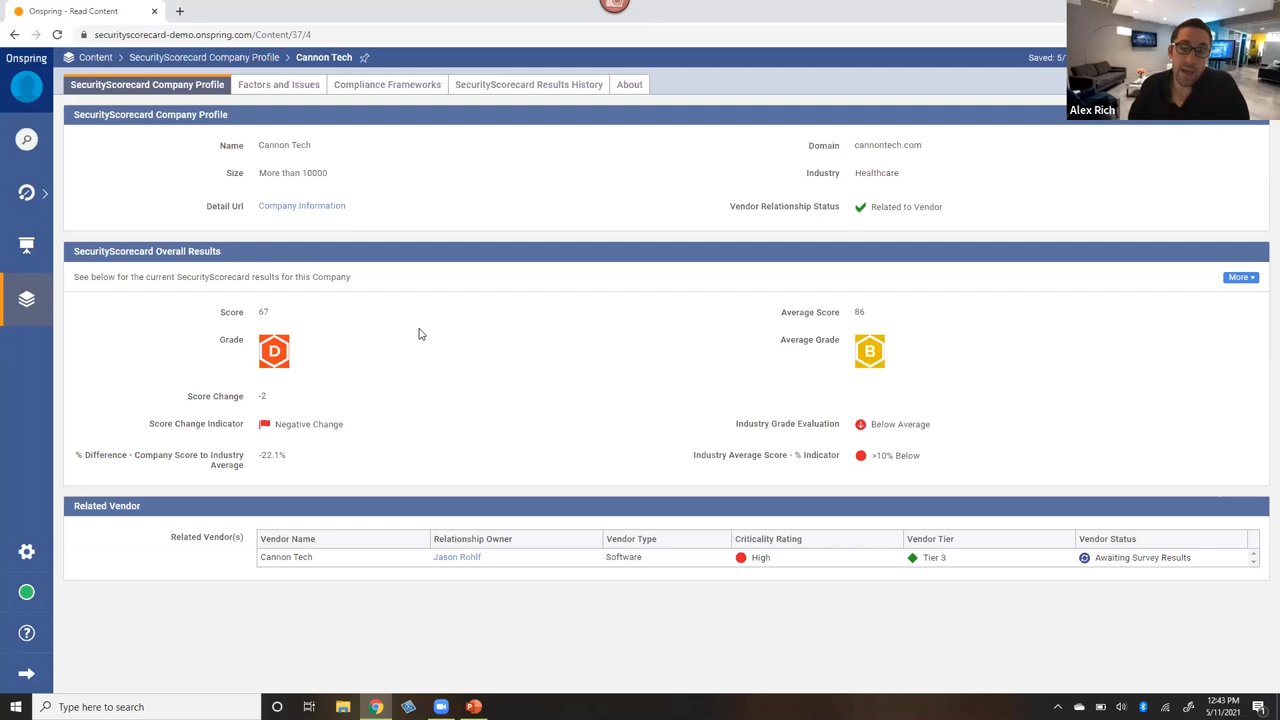 Onspring - Read Content
securityscorecard-demo.onspring.com/Content/37/4
Onspring
Content > SecurityScorecard Company Profile > Cannon Tech
Saved: 5/
SecurityScorecard Company Profile
Factors and Issues
Compliance Frameworks
SecurityScorecard Results History
About
Alex Rich
SecurityScorecard Company Profile
Name Cannon Tech
Domain cannontech.com
Size More than 10000
Industry Healthcare
Detail Url Company Information
Vendor Relationship Status Related to Vendor
SecurityScorecard Overall Results
See below for the current SecurityScorecard results for this Company
More
Score 67
Average Score 86
Grade D
Average Grade B
Score Change -2
Score Change Indicator Negative Change
Industry Grade Evaluation Below Average
% Difference - Company Score to Industry
Average
-22.1%
Industry Average Score - % Indicator >10% Below
Related Vendor
Related Vendor(s)
Vendor Name Relationship Owner Vendor Type Criticality Rating Vendor Tier Vendor Status
Cannon Tech Jason Rohlf Software High Tier 3 Awaiting Survey Results
Type here to search
12:43 PM
5/11/2021